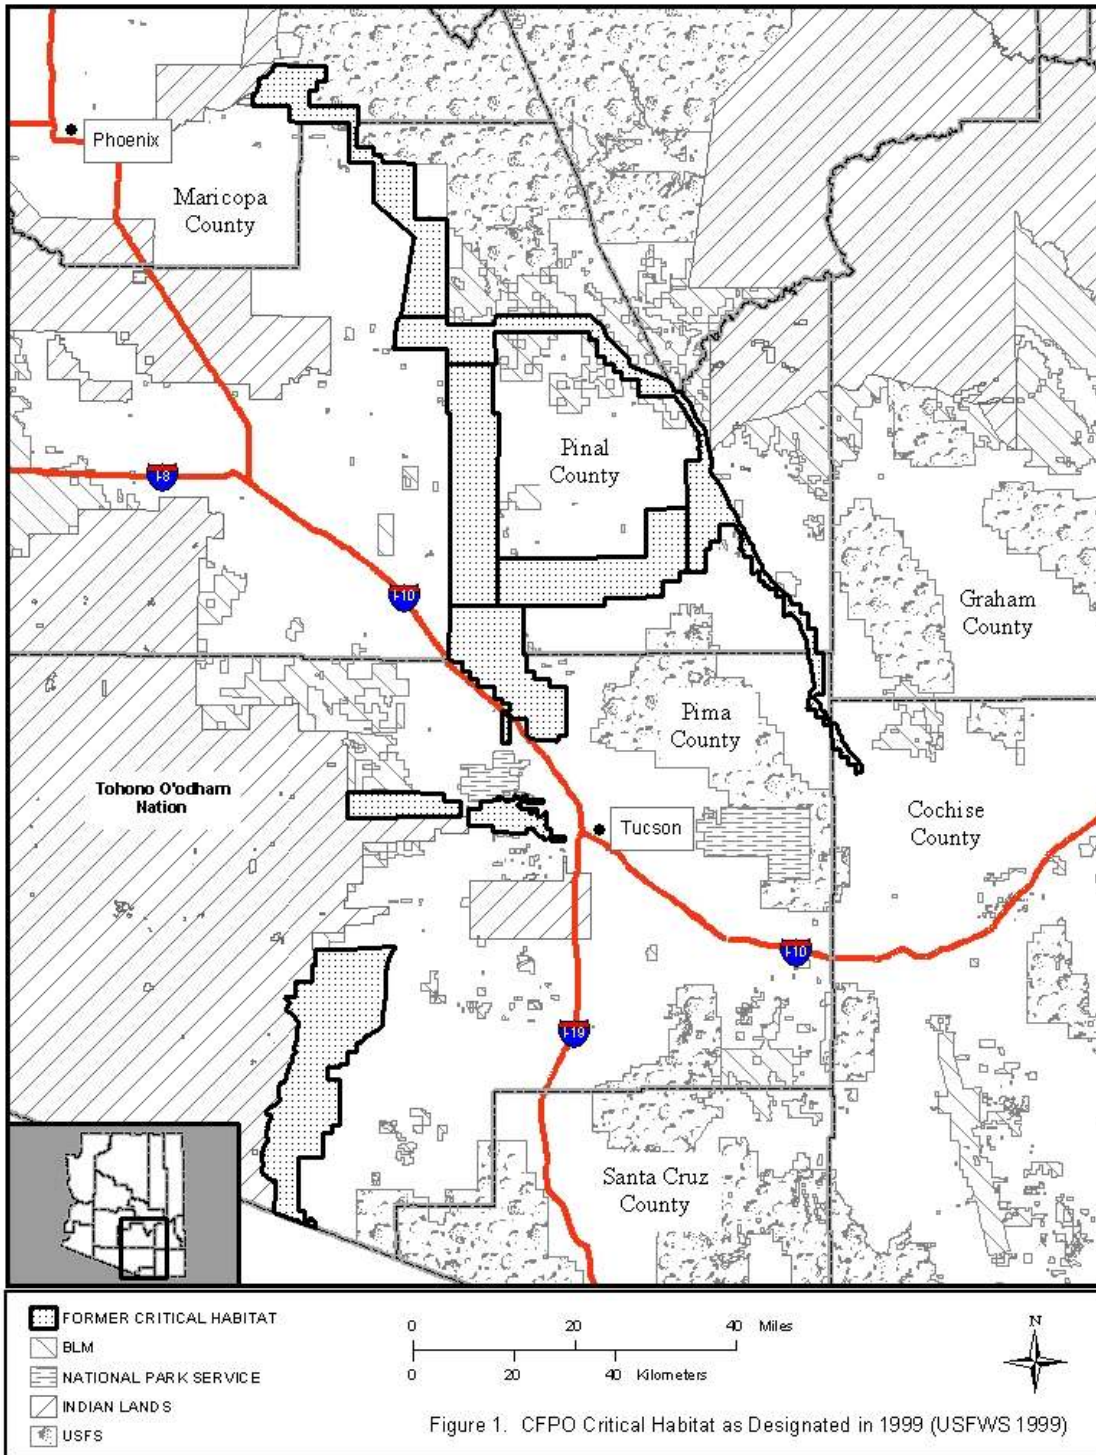 Phoenix
Maricopa
County
Pinal
County
I-8
I-10
Graham
County
Pima
County
Tohono O'odham
Nation
Tucson
Cochise
County
I-10
I-19
Santa Cruz
County
FORMER CRITICAL HABITAT
BLM
NATIONAL PARK SERVICE
INDIAN LANDS
USFS
0 20 40 Miles
0 20 40 Kilometers
N
Figure 1. CFPO Critical Habitat as Designated in 1999 (USFWS 1999)